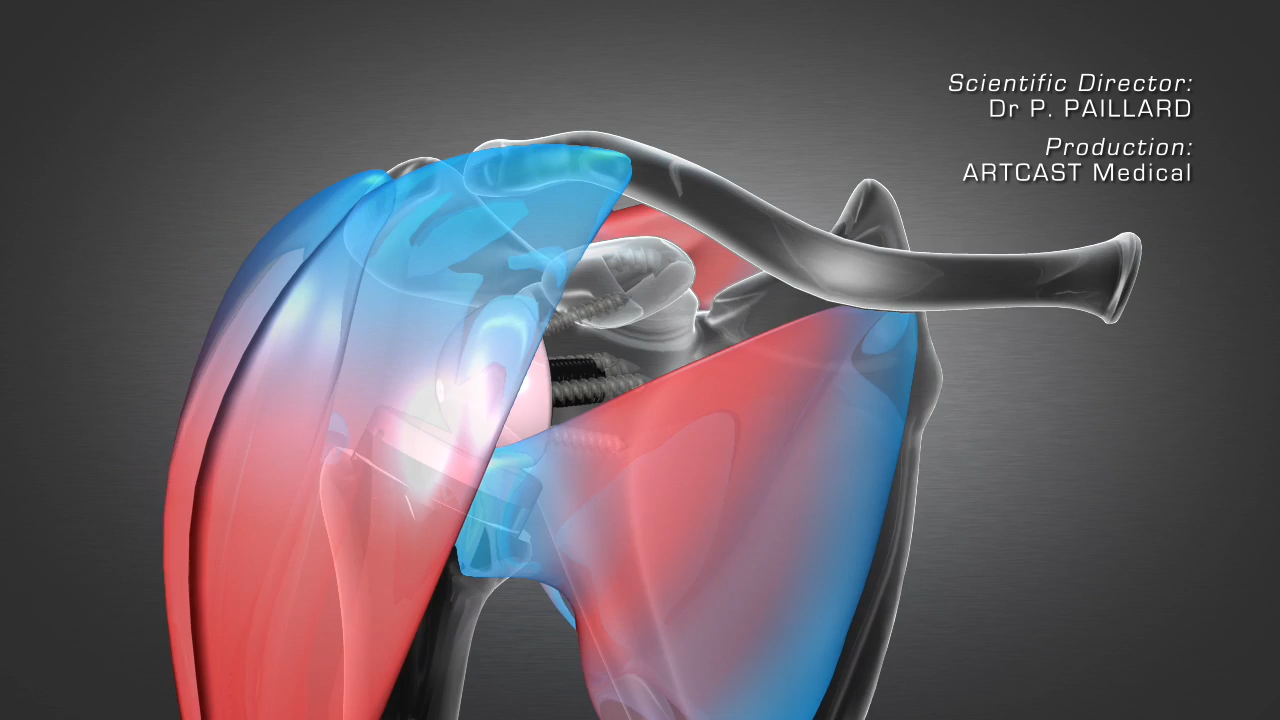 Scientific Director:
Dr P. PAILLARD
Production:
ARTCAST Medical